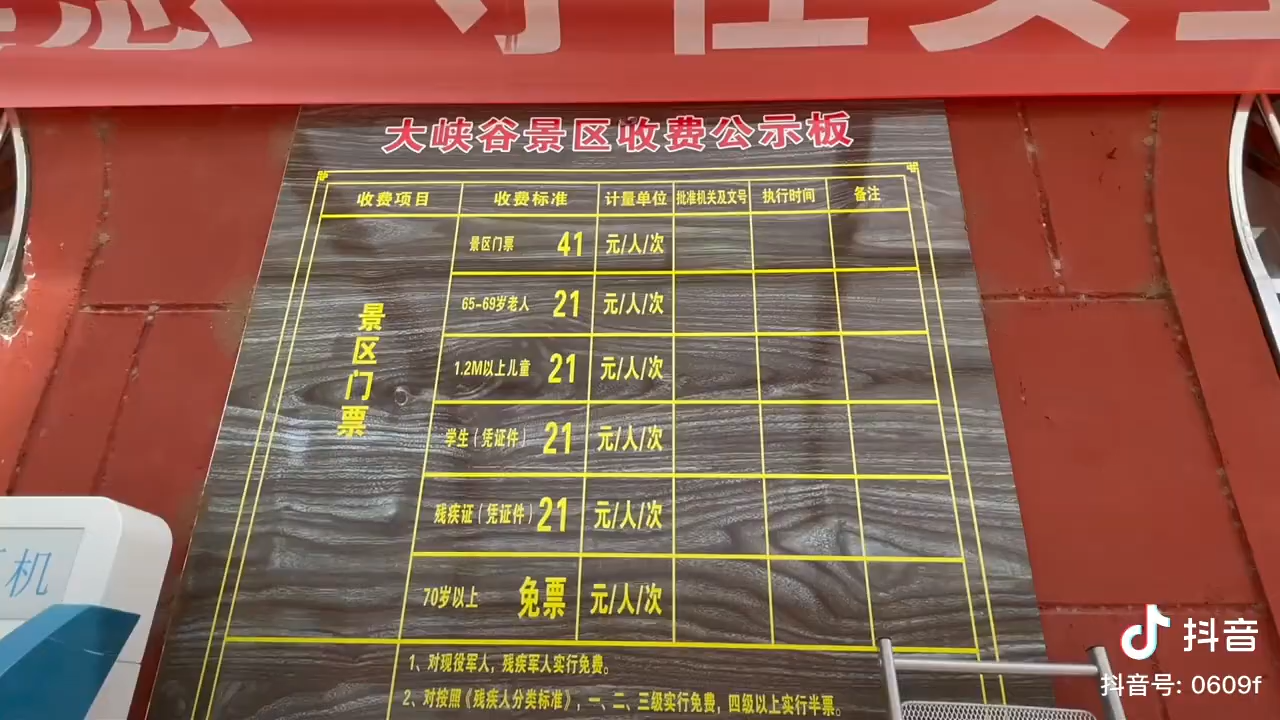 守住安全
大峡谷景区收费公示板
收费项目 收费标准 计量单位 批准机关及文号 执行时间 备注
景区门票
景区门票 41 元/人/次
65-69岁老人 21 元/人/次
1.2M以上儿童 21 元/人/次
学生(凭证件) 21 元/人/次
残疾证(凭证件) 21 元/人/次
70岁以上 免票 元/人/次
1、对现役军人，残疾军人实行免费。
2、对按照《残疾人分类标准》，一、二、三级实行免费，四级以上实行半票。
机
抖音
抖音号: 0609f